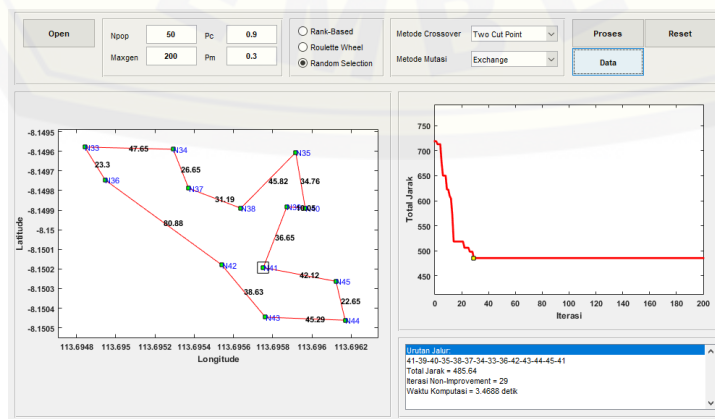 Open
Npop 50 Pc 0.9
Maxgen 200 Pm 0.3
Rank-Based
Roulette Wheel
Random Selection
Metode Crossover Two Cut Point
Metode Mutasi Exchange
Proses Reset
Data
-8.1495
-8.1496
-8.1497
-8.1498
-8.1499
-8.15
-8.1501
-8.1502
-8.1503
-8.1504
-8.1505
Latitude
N33
47.65
N34
N35
23.3
26.65
45.82
34.76
N36
N37
31.19
N38
10.05
80.88
36.65
N42
N41
42.12
N45
38.63
22.65
N43
45.29
N44
113.6948 113.695 113.6952 113.6954 113.6956 113.6958 113.696 113.6962
Longitude
750
700
650
600
550
500
450
Total Jarak
0 20 40 60 80 100 120 140 160 180 200
Iterasi
Urutan Jalur:
41-39-40-35-38-37-34-33-36-42-43-44-45-41
Total Jarak = 485.64
Iterasi Non-Improvement = 29
Waktu Komputasi = 3.4688 detik